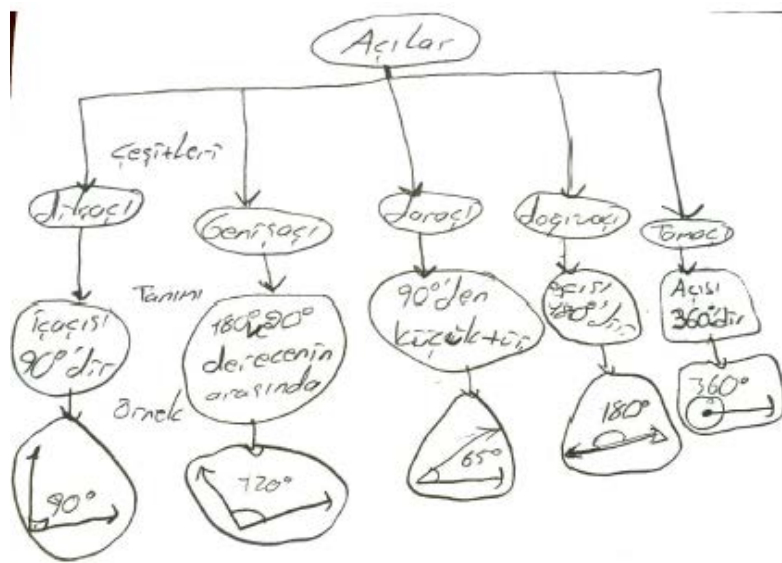 Açılar
Çeşitleri
dikaçı
Genişaçı
daraçı
doğruaçı
Tamaçı
Tanımı
İçaçısı
90°'dir
180° ve 90°
derecenin
arasında
90°'den
küçüktür
açısı
180°'dir
Açısı
360°'dir
Örnek
90°
120°
65°
180°
360°